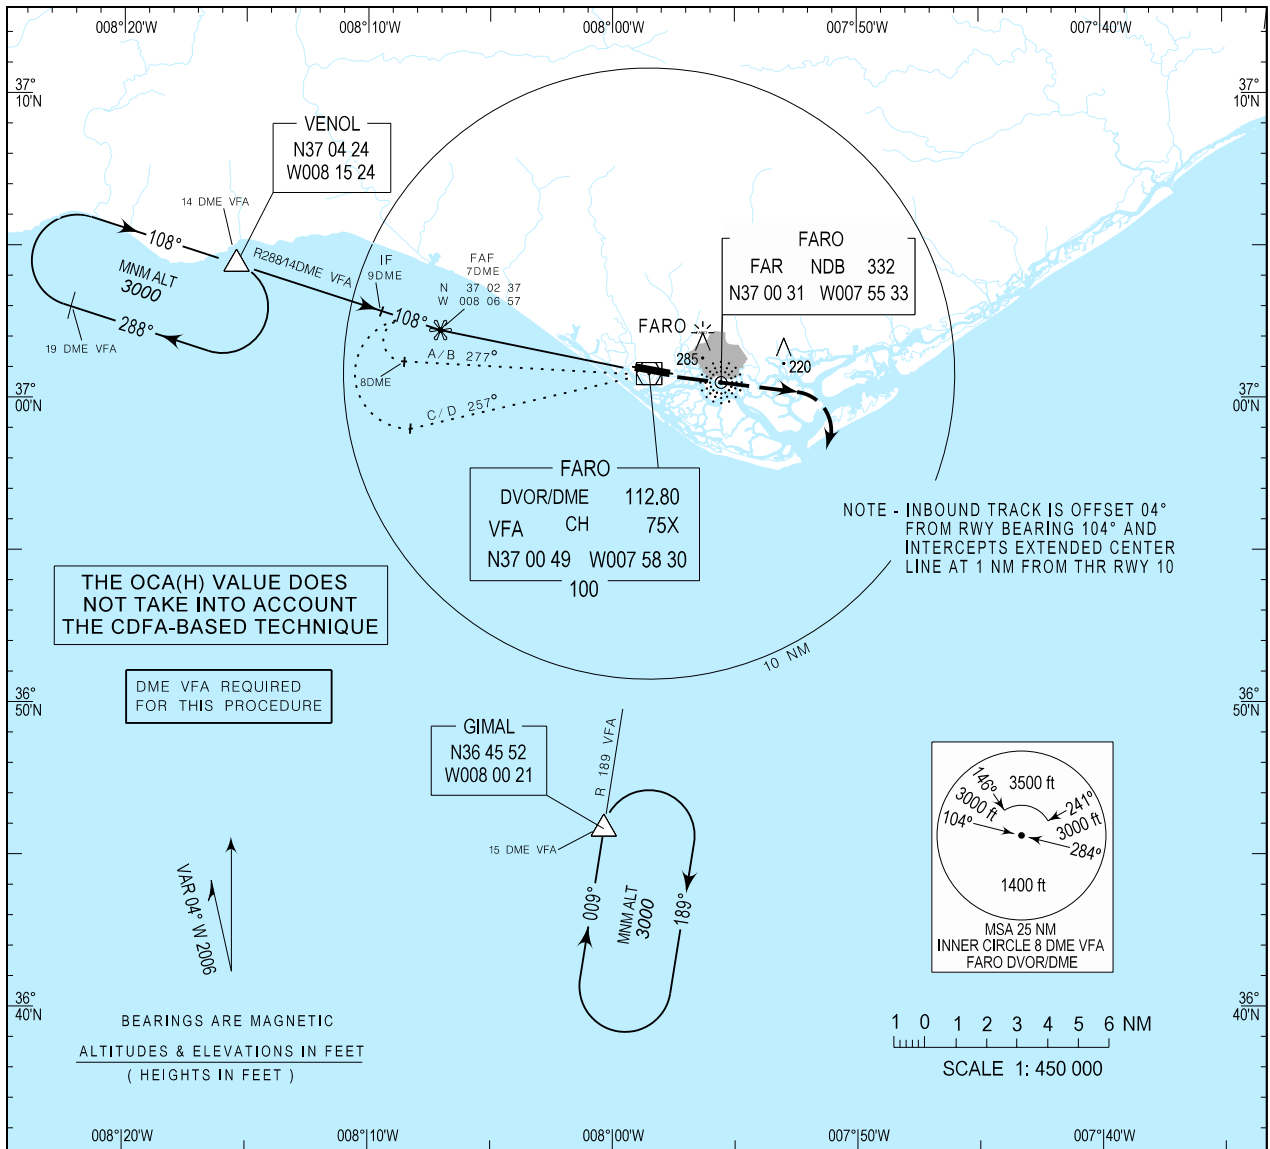 008°20'W
008°10'W
008°00'W
007°50'W
007°40'W
37°
10'N
37°
10'N
VENOL
N37 04 24
W008 15 24
14 DME VFA
108°
R288/14DME VFA
MNM ALT
3000
288°
19 DME VFA
IF
9DME
FAF
7DME
N 37 02 37
W 008 06 57
108°
A/B 277°
8DME
C/D 257°
FARO
FAR NDB 332
N37 00 31 W007 55 33
FARO
285
220
37°
00'N
37°
00'N
FARO
DVOR/DME 112.80
VFA CH 75X
N37 00 49 W007 58 30
100
NOTE - INBOUND TRACK IS OFFSET 04°
FROM RWY BEARING 104° AND
INTERCEPTS EXTENDED CENTER
LINE AT 1 NM FROM THR RWY 10
THE OCA(H) VALUE DOES
NOT TAKE INTO ACCOUNT
THE CDFA-BASED TECHNIQUE
10 NM
DME VFA REQUIRED
FOR THIS PROCEDURE
36°
50'N
36°
50'N
GIMAL
N36 45 52
W008 00 21
R 189 VFA
15 DME VFA
009°
MNM ALT
3000
189°
146°
3500 ft
241°
3000 ft
3000 ft
104°
284°
1400 ft
MSA 25 NM
INNER CIRCLE 8 DME VFA
FARO DVOR/DME
VAR 04° W 2006
36°
40'N
36°
40'N
BEARINGS ARE MAGNETIC
ALTITUDES & ELEVATIONS IN FEET
( HEIGHTS IN FEET )
1 0 1 2 3 4 5 6 NM
SCALE 1: 450 000
008°20'W
008°10'W
008°00'W
007°50'W
007°40'W